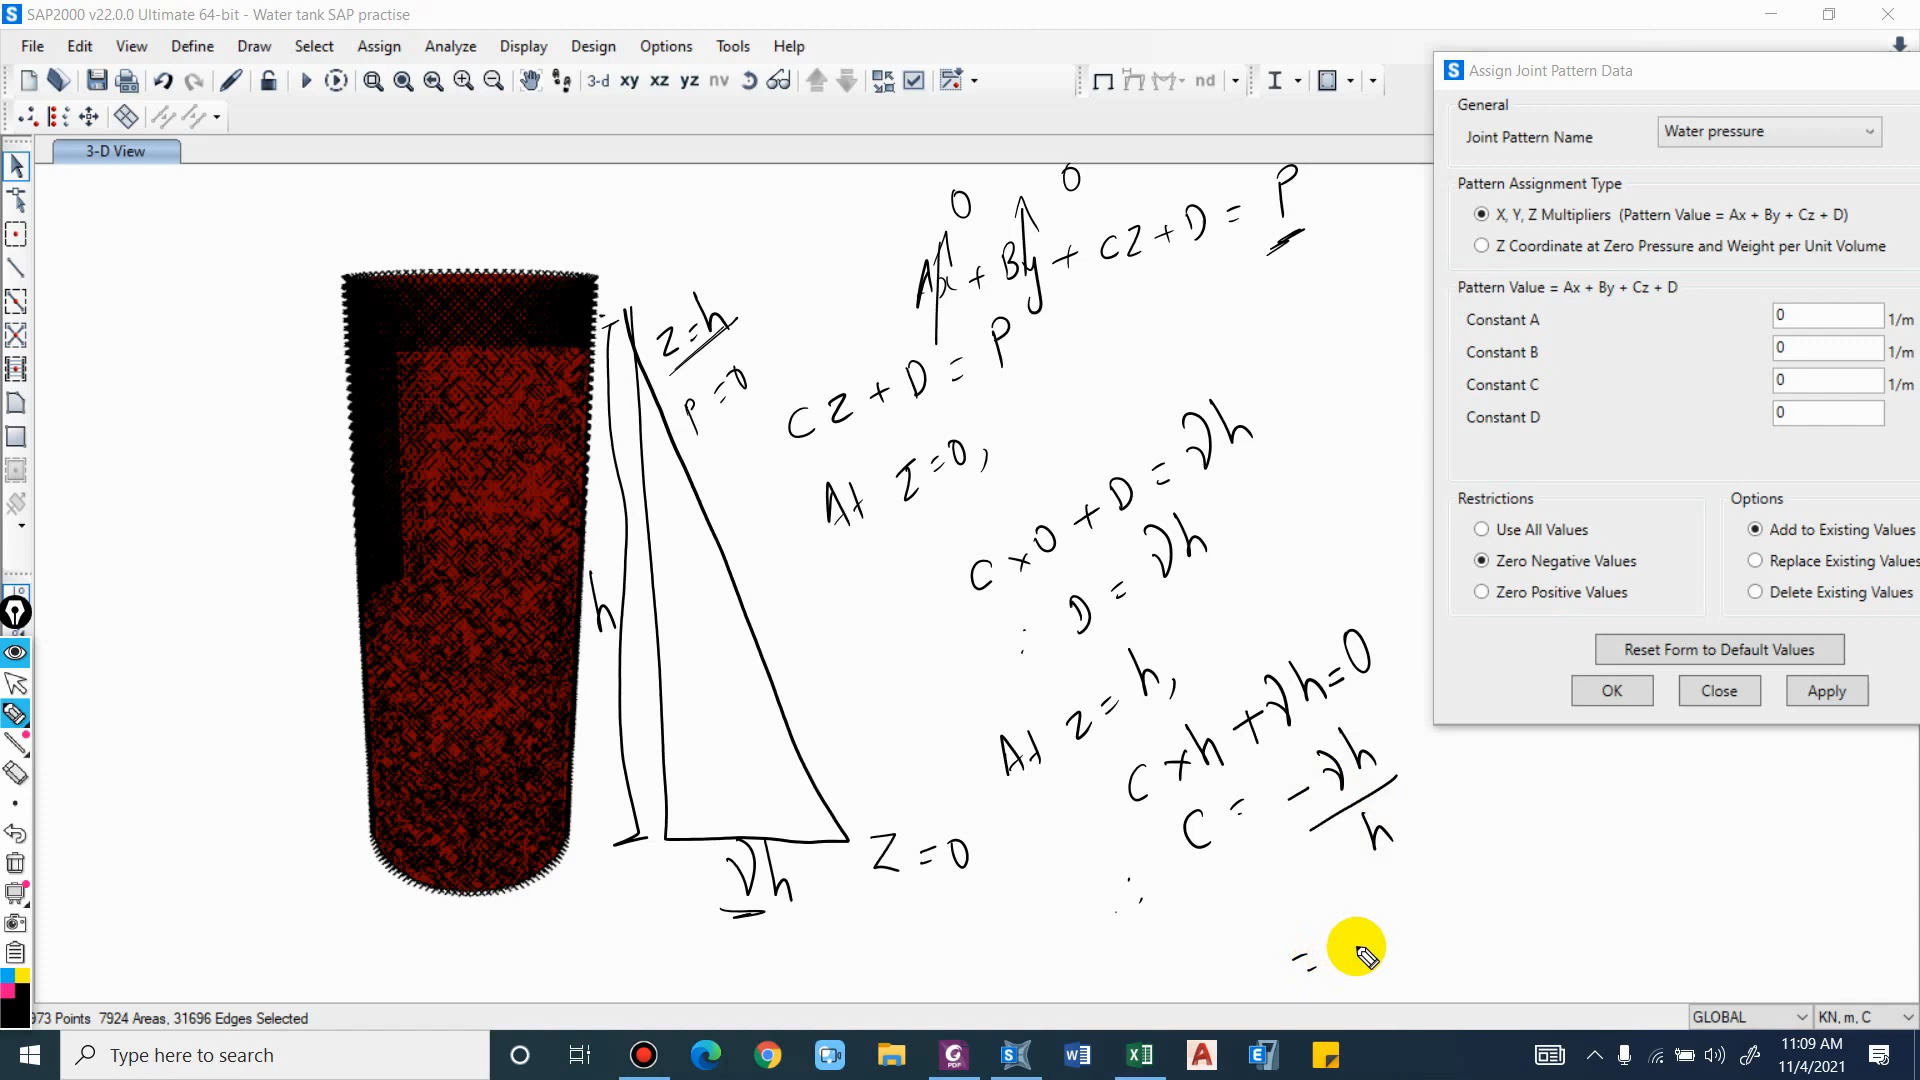 SAP2000 v22.0.0 Ultimate 64-bit - Water tank SAP practise
File Edit View Define Draw Select Assign Analyze Display Design Options Tools Help
3-d xy xz yz nv nd
3-D View
Assign Joint Pattern Data
General
Joint Pattern Name Water pressure
Pattern Assignment Type
X, Y, Z Multipliers (Pattern Value = Ax + By + Cz + D)
Z Coordinate at Zero Pressure and Weight per Unit Volume
Pattern Value = Ax + By + Cz + D
Constant A 0 1/m
Constant B 0 1/m
Constant C 0 1/m
Constant D 0
Restrictions
Use All Values
Zero Negative Values
Zero Positive Values
Options
Add to Existing Values
Replace Existing Values
Delete Existing Values
Reset Form to Default Values
OK Close Apply
0 0
Ax + By + CZ + D = P
CZ + D = P
At Z=0,
C × 0 + D = γh
∴ D = γh
At z = h,
C × h + γh = 0
C = - γh / h
∴
=
z = h
P = 0
h
γh
Z = 0
973 Points 7924 Areas, 31696 Edges Selected
GLOBAL KN, m, C
Type here to search
11:09 AM
11/4/2021